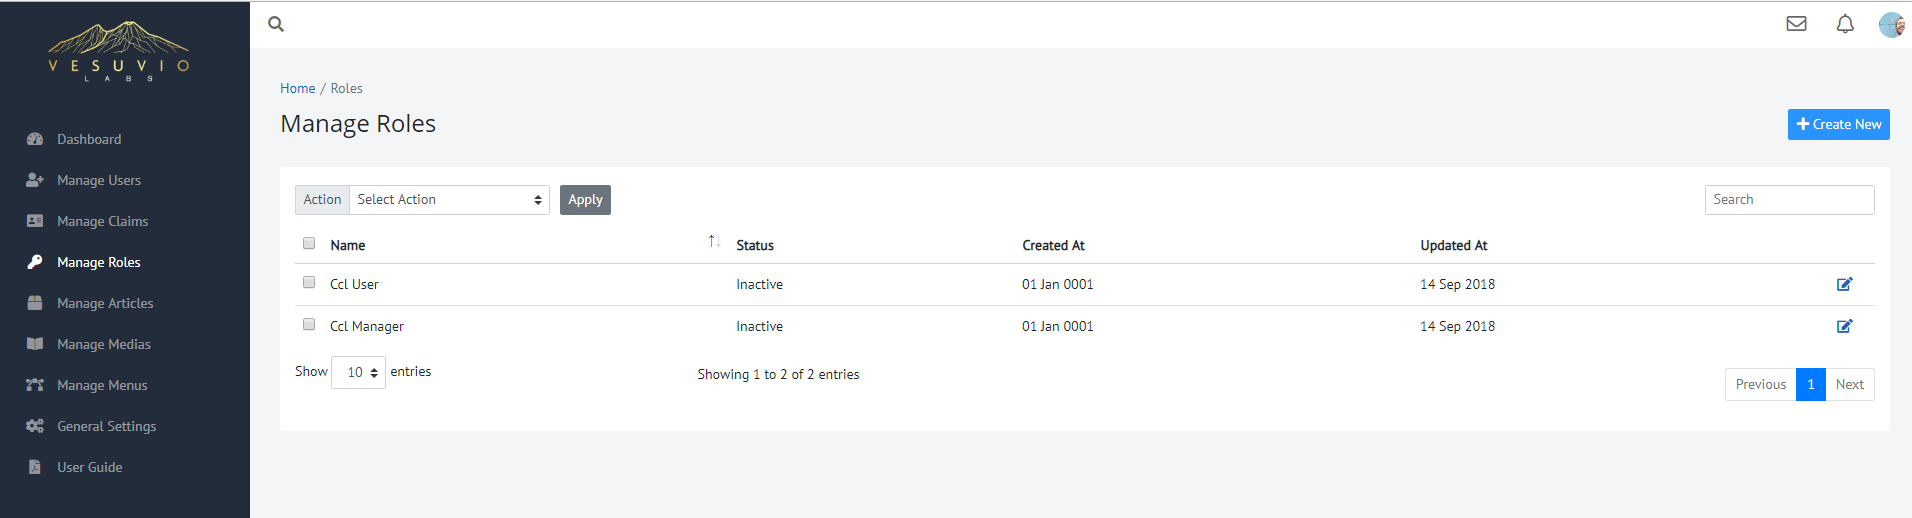 VESUVIO
LABS
Dashboard
Manage Users
Manage Claims
Manage Roles
Manage Articles
Manage Medias
Manage Menus
General Settings
User Guide
Home / Roles
Manage Roles
Create New
Action Select Action Apply Search
Name Status Created At Updated At
Ccl User Inactive 01 Jan 0001 14 Sep 2018
Ccl Manager Inactive 01 Jan 0001 14 Sep 2018
Show 10 entries Showing 1 to 2 of 2 entries Previous 1 Next